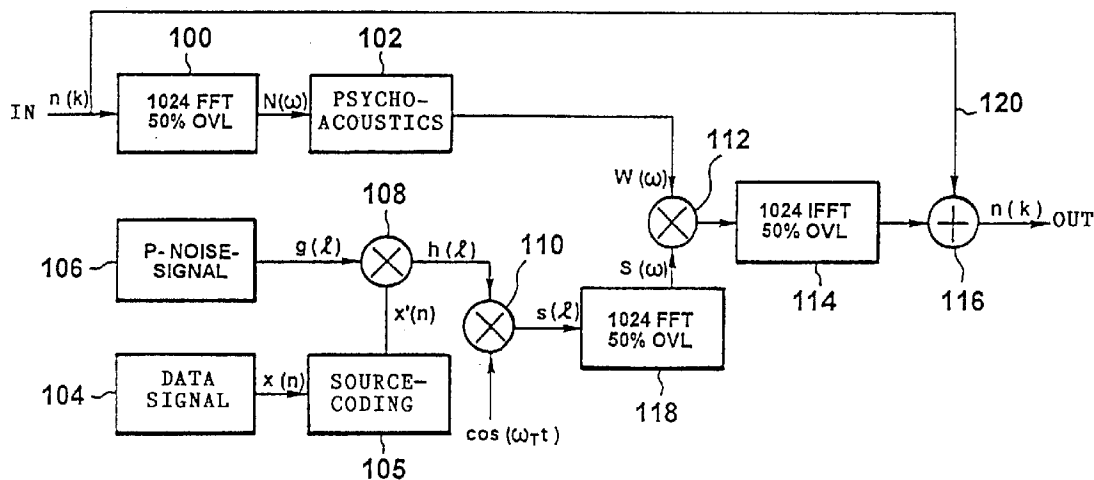 100
102
IN
n(k)
1024 FFT
50% OVL
N(ω)
PSYCHO-
ACOUSTICS
120
112
W(ω)
108
1024 IFFT
50% OVL
n(k)
OUT
106
P-NOISE-
SIGNAL
g(ℓ)
h(ℓ)
110
S(ω)
114
116
x'(n)
s(ℓ)
1024 FFT
50% OVL
104
DATA
SIGNAL
x(n)
SOURCE-
CODING
118
cos(ω_T t)
105